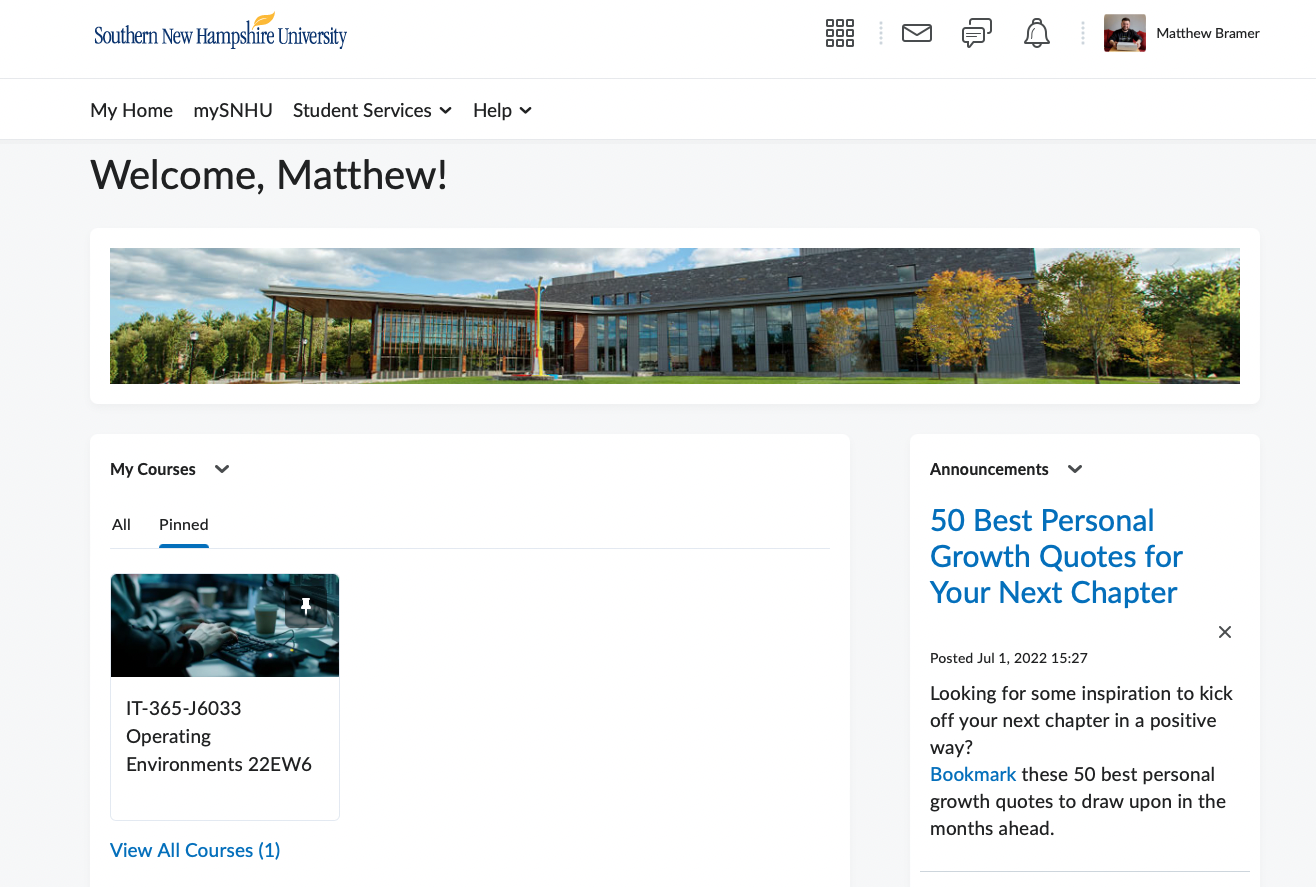 Southern New Hampshire University
Matthew Bramer
My Home mySNHU Student Services Help
Welcome, Matthew!
My Courses
All Pinned
IT-365-J6033
Operating
Environments 22EW6
View All Courses (1)
Announcements
50 Best Personal
Growth Quotes for
Your Next Chapter
Posted Jul 1, 2022 15:27
Looking for some inspiration to kick
off your next chapter in a positive
way?
Bookmark these 50 best personal
growth quotes to draw upon in the
months ahead.